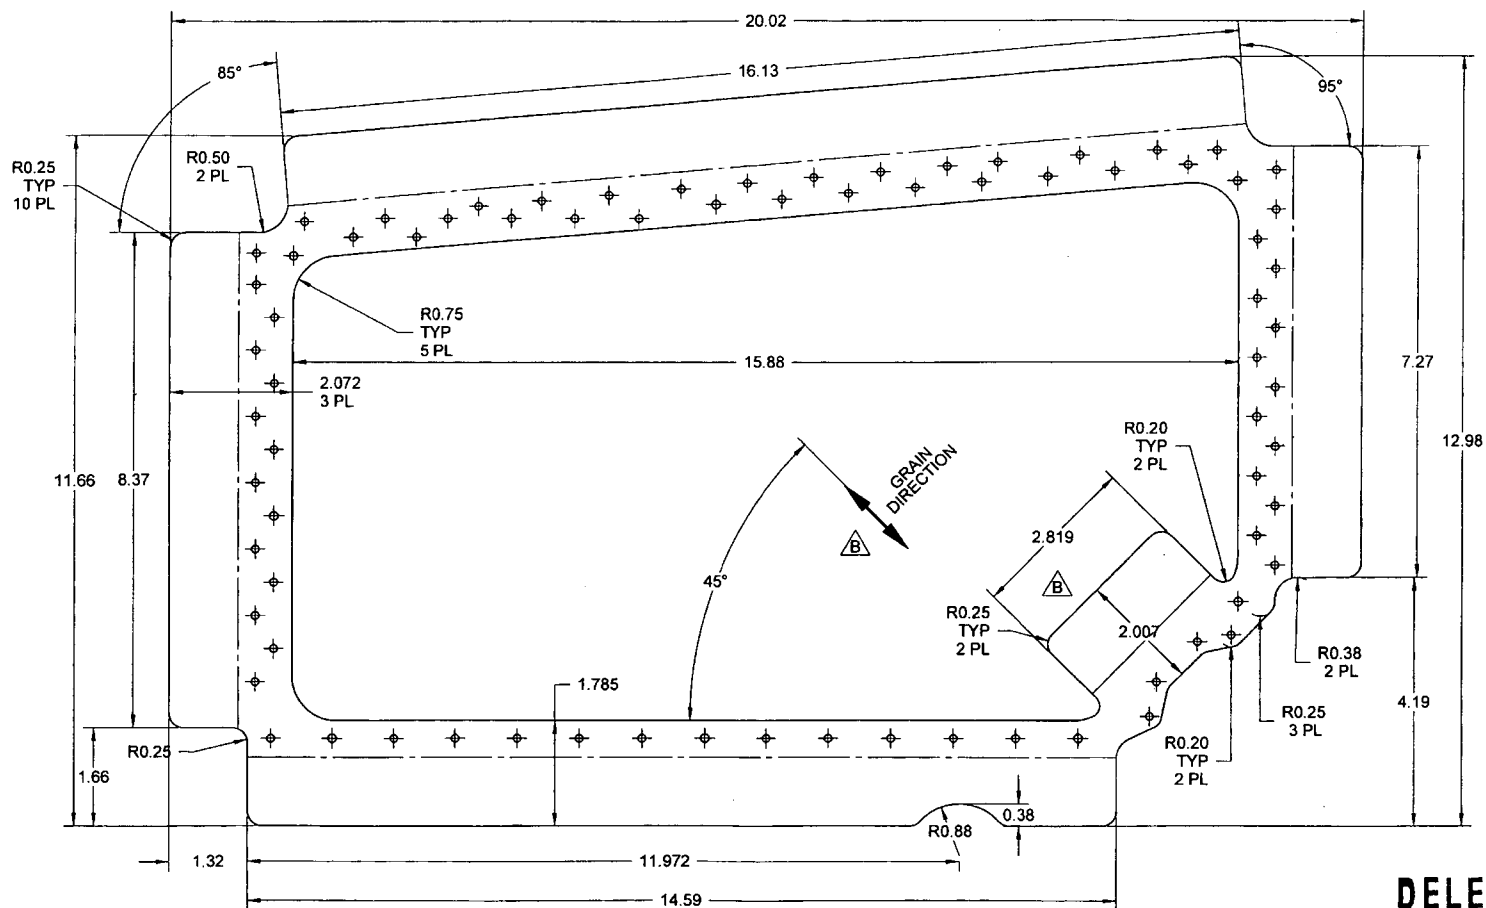 20.02
85°
16.13
95°
R0.50
2 PL
R0.25
TYP
10 PL
R0.75
TYP
5 PL
15.88
7.27
2.072
3 PL
12.98
R0.20
TYP
2 PL
GRAIN
DIRECTION
11.66
8.37
B
2.819
45°
B
R0.25
TYP
2 PL
2.007
R0.38
2 PL
1.785
4.19
R0.25
3 PL
R0.25
R0.20
TYP
2 PL
1.66
0.38
R0.88
1.32
11.972
14.59
DELE